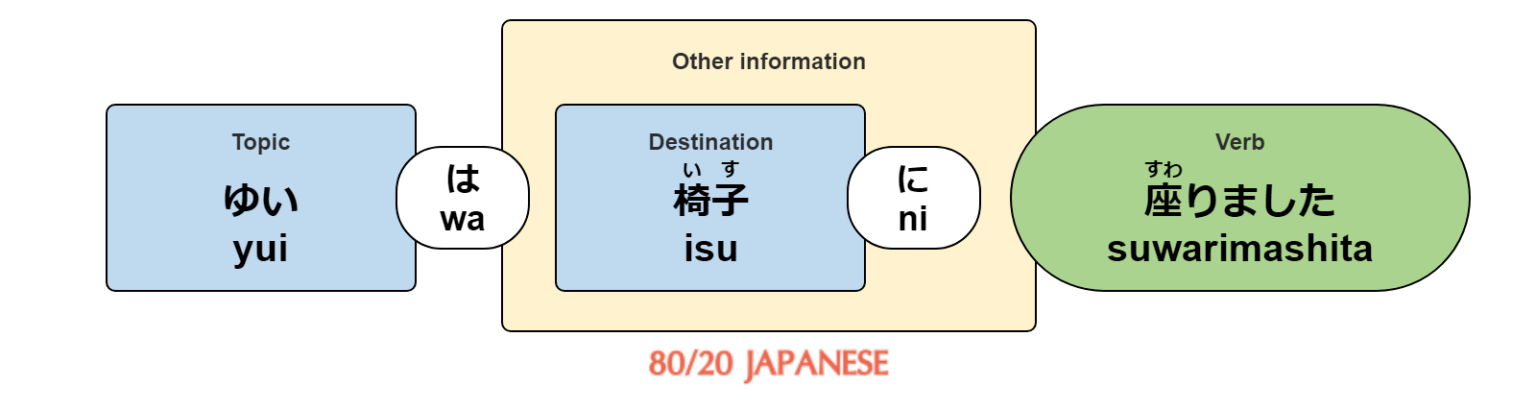 Other information
Topic
ゆい
yui
は
wa
Destination
いす
椅子
isu
に
ni
Verb
すわ
座りました
suwarimashita
80/20 JAPANESE